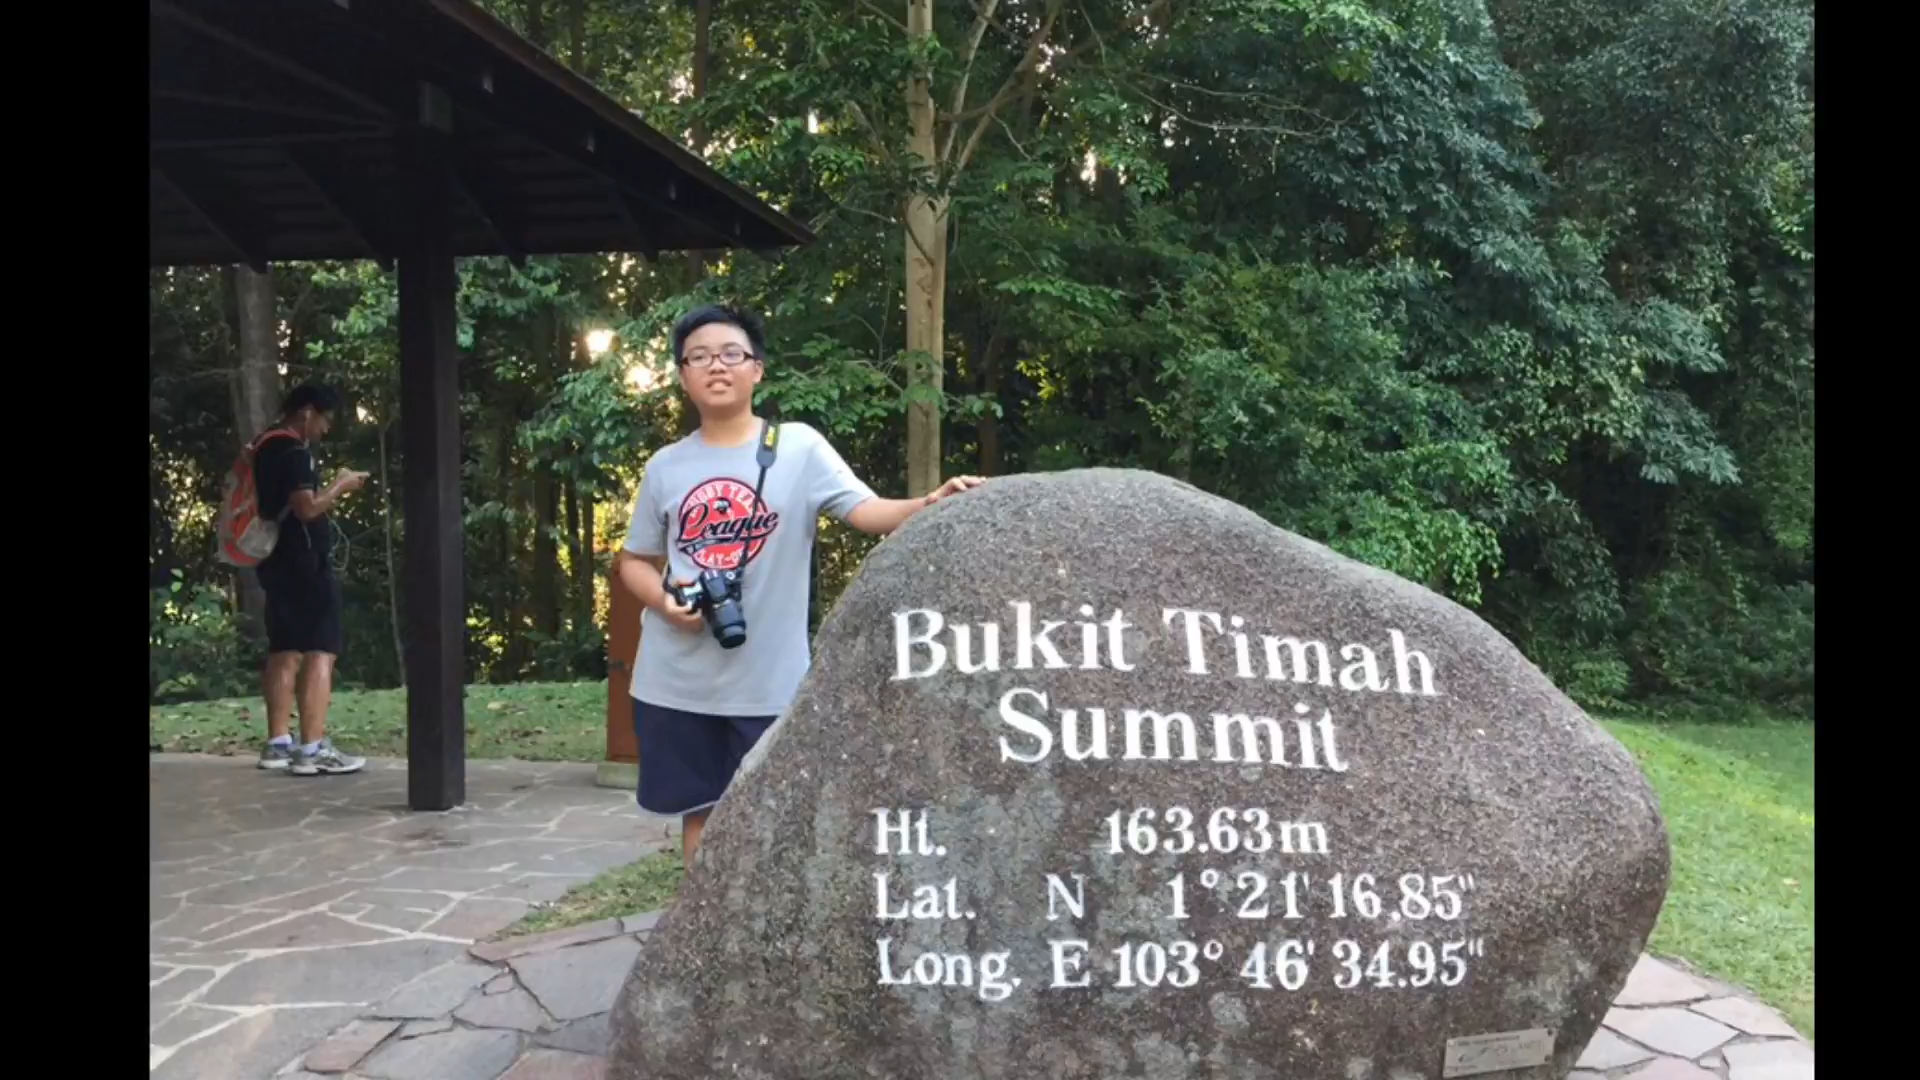 Bukit Timah
Summit
Ht. 163.63m
Lat. N 1° 21' 16.85"
Long. E 103° 46' 34.95"
League